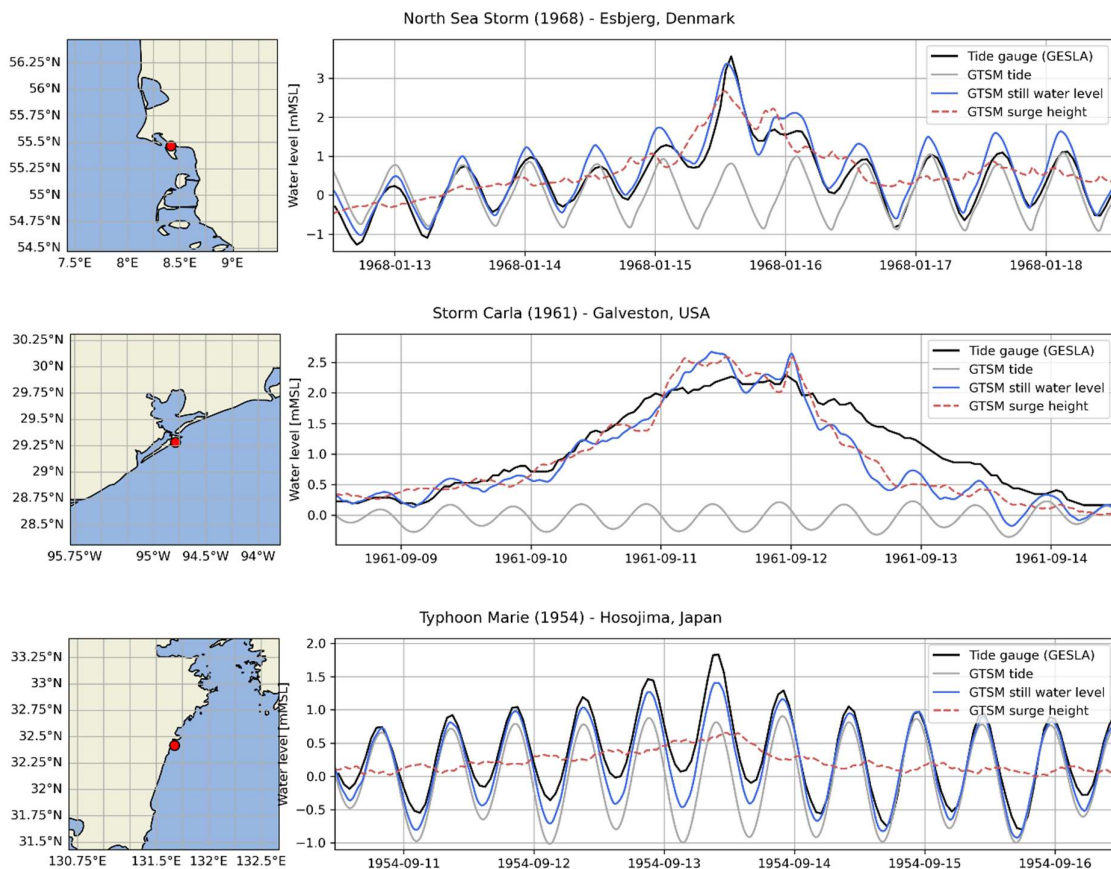 North Sea Storm (1968) - Esbjerg, Denmark
56.25°N
56°N
55.75°N
55.5°N
55.25°N
55°N
54.75°N
54.5°N
7.5°E 8°E 8.5°E 9°E
Water level [mMSL]
3
2
1
0
−1
Tide gauge (GESLA)
GTSM tide
GTSM still water level
GTSM surge height
1968-01-13 1968-01-14 1968-01-15 1968-01-16 1968-01-17 1968-01-18
Storm Carla (1961) - Galveston, USA
30.25°N
30°N
29.75°N
29.5°N
29.25°N
29°N
28.75°N
28.5°N
95.75°W 95°W 94.5°W 94°W
Water level [mMSL]
2.5
2.0
1.5
1.0
0.5
0.0
Tide gauge (GESLA)
GTSM tide
GTSM still water level
GTSM surge height
1961-09-09 1961-09-10 1961-09-11 1961-09-12 1961-09-13 1961-09-14
Typhoon Marie (1954) - Hosojima, Japan
33.25°N
33°N
32.75°N
32.5°N
32.25°N
32°N
31.75°N
31.5°N
130.75°E 131.5°E 132°E 132.5°E
Water level [mMSL]
2.0
1.5
1.0
0.5
0.0
−0.5
−1.0
Tide gauge (GESLA)
GTSM tide
GTSM still water level
GTSM surge height
1954-09-11 1954-09-12 1954-09-13 1954-09-14 1954-09-15 1954-09-16